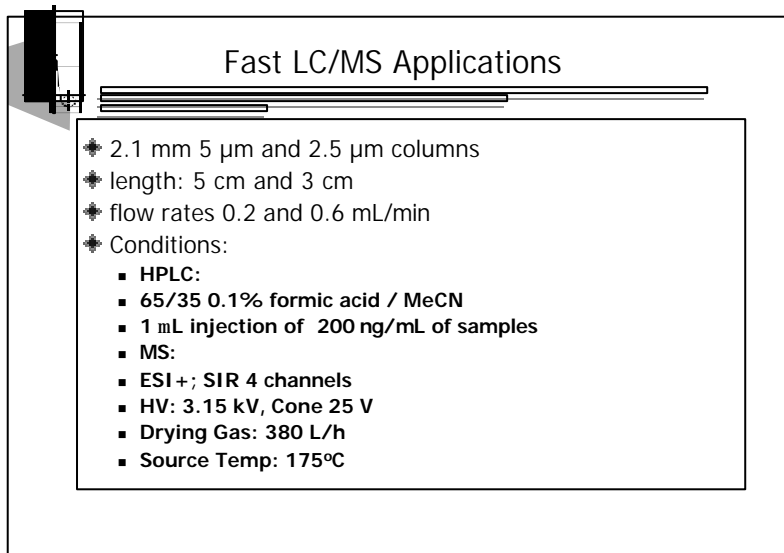 Fast LC/MS Applications
2.1 mm 5 µm and 2.5 µm columns
length: 5 cm and 3 cm
flow rates 0.2 and 0.6 mL/min
Conditions:
HPLC:
65/35 0.1% formic acid / MeCN
1 mL injection of 200 ng/mL of samples
MS:
ESI+; SIR 4 channels
HV: 3.15 kV, Cone 25 V
Drying Gas: 380 L/h
Source Temp: 175ºC